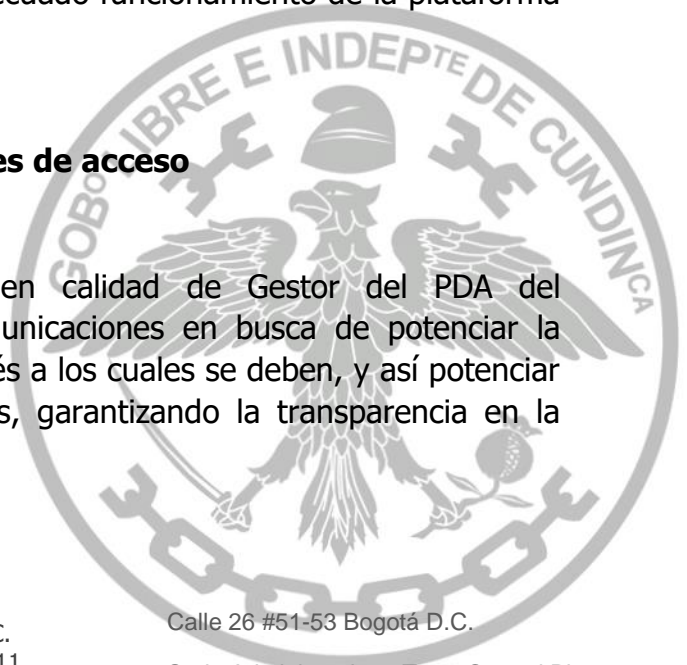 funcionamiento de la plataforma
GOBº LIBRE E INDEPTE DE CUNDINCA
es de acceso
en calidad de Gestor del PDA del
unicaciones en busca de potenciar la
és a los cuales se deben, y así potenciar
s, garantizando la transparencia en la
C.
11
Calle 26 #51-53 Bogotá D.C.